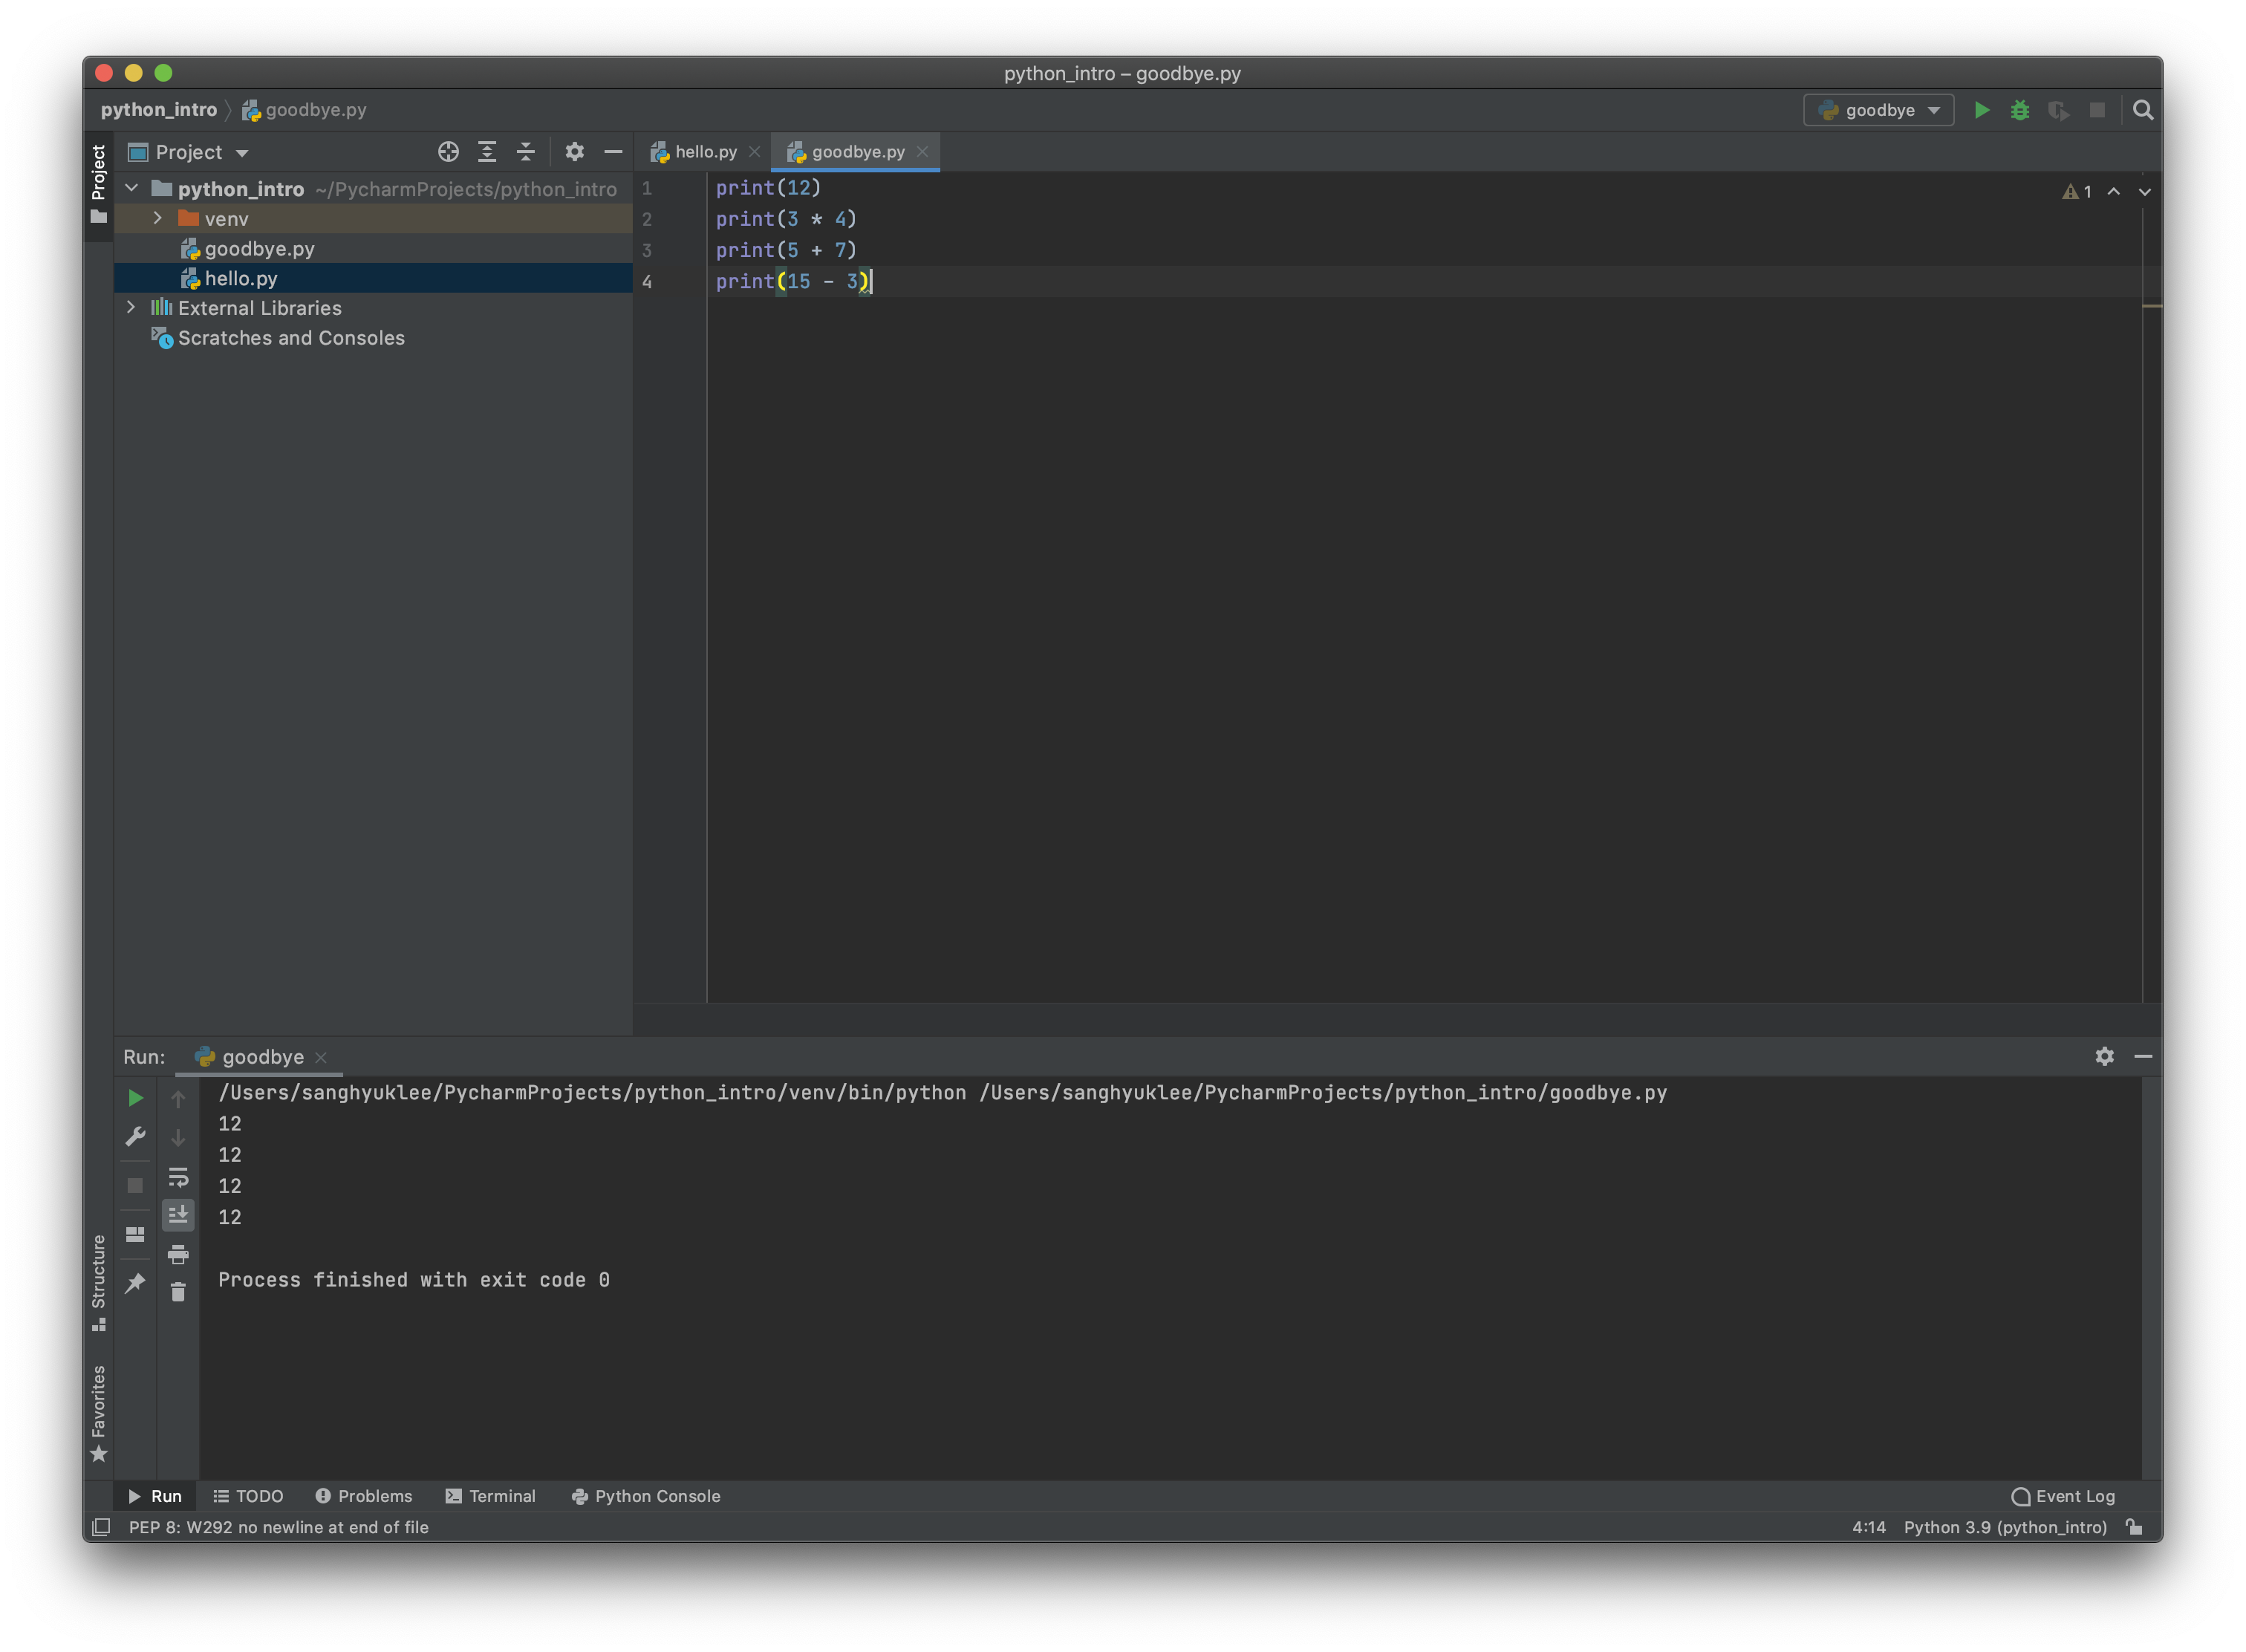 python_intro – goodbye.py
python_intro goodbye.py
goodbye
Project
Project
hello.py
goodbye.py
python_intro ~/PycharmProjects/python_intro
venv
goodbye.py
hello.py
External Libraries
Scratches and Consoles
1 print(12)
2 print(3 * 4)
3 print(5 + 7)
4 print(15 - 3)
1
Run: goodbye
/Users/sanghyuklee/PycharmProjects/python_intro/venv/bin/python /Users/sanghyuklee/PycharmProjects/python_intro/goodbye.py
12
12
12
12
Process finished with exit code 0
Structure
Favorites
Run TODO Problems Terminal Python Console Event Log
PEP 8: W292 no newline at end of file 4:14 Python 3.9 (python_intro)